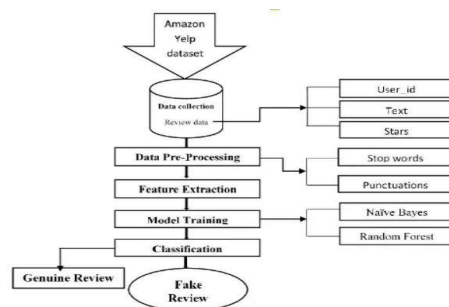 Amazon
Yelp
dataset
Data collection
Review data
User_id
Text
Stars
Data Pre-Processing
Stop words
Punctuations
Feature Extraction
Model Training
Naïve Bayes
Random Forest
Classification
Genuine Review
Fake
Review